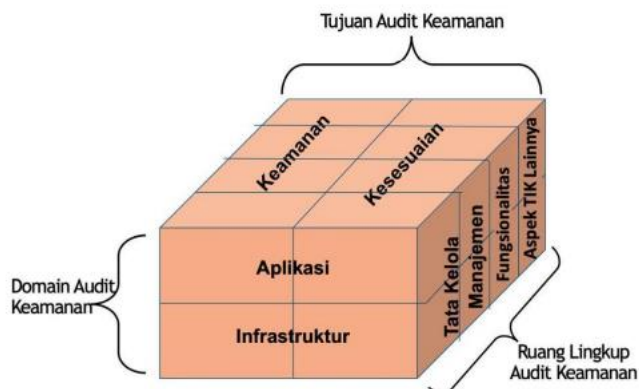 Tujuan Audit Keamanan
Keamanan
Kesesuaian
Aplikasi
Infrastruktur
Tata Kelola
Manajemen
Fungsionalitas
Aspek TIK Lainnya
Domain Audit
Keamanan
Ruang Lingkup
Audit Keamanan